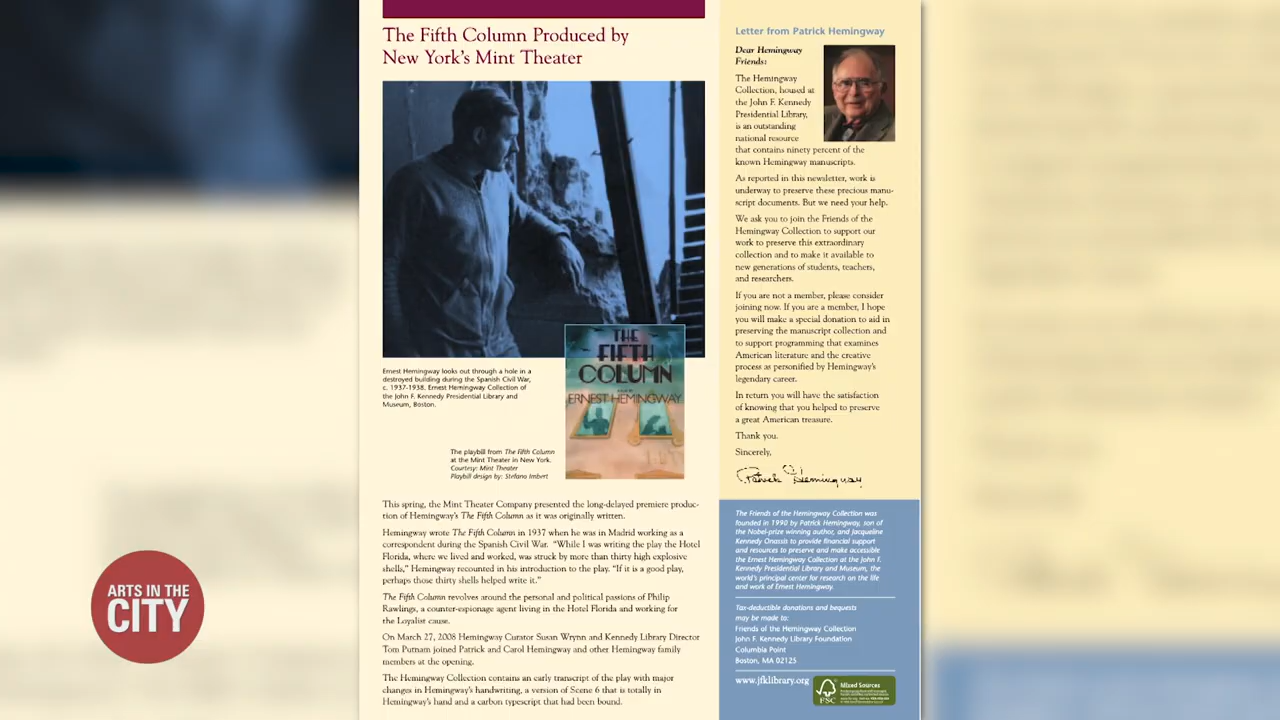 The Fifth Column Produced by
New York's Mint Theater
Ernest Hemingway looks out through a hole in a
destroyed building during the Spanish Civil War,
c. 1937-1938. Ernest Hemingway Collection of
the John F. Kennedy Presidential Library and
Museum, Boston.
THE
FIFTH
COLUMN
ERNEST HEMINGWAY
The playbill from The Fifth Column
at the Mint Theater in New York.
Courtesy: Mint Theater
Playbill design by: Stefano Imbert
This spring, the Mint Theater Company presented the long-delayed premiere produc-
tion of Hemingway's The Fifth Column as it was originally written.
Hemingway wrote The Fifth Column in 1937 when he was in Madrid working as a
correspondent during the Spanish Civil War. "While I was writing the play the Hotel
Florida, where we lived and worked, was struck by more than thirty high explosive
shells," Hemingway recounted in his introduction to the play. "If it is a good play,
perhaps those thirty shells helped write it."
The Fifth Column revolves around the personal and political passions of Philip
Rawlings, a counter-espionage agent living in the Hotel Florida and working for
the Loyalist cause.
On March 27, 2008 Hemingway Curator Susan Wrynn and Kennedy Library Director
Tom Putnam joined Patrick and Carol Hemingway and other Hemingway family
members at the opening.
The Hemingway Collection contains an early transcript of the play with major
changes in Hemingway's handwriting, a version of Scene 6 that is totally in
Hemingway's hand and a carbon typescript that had been bound.
Letter from Patrick Hemingway
Dear Hemingway
Friends:
The Hemingway
Collection, housed at
the John F. Kennedy
Presidential Library,
is an outstanding
national resource
that contains ninety percent of the
known Hemingway manuscripts.
As reported in this newsletter, work is
underway to preserve these precious manu-
script documents. But we need your help.
We ask you to join the Friends of the
Hemingway Collection to support our
work to preserve this extraordinary
collection and to make it available to
new generations of students, teachers,
and researchers.
If you are not a member, please consider
joining now. If you are a member, I hope
you will make a special donation to aid in
preserving the manuscript collection and
to support programming that examines
American literature and the creative
process as personified by Hemingway's
legendary career.
In return you will have the satisfaction
of knowing that you helped to preserve
a great American treasure.
Thank you.
Sincerely,
Patrick Hemingway
The Friends of the Hemingway Collection was
founded in 1990 by Patrick Hemingway, son of
the Nobel-prize winning author, and Jacqueline
Kennedy Onassis to provide financial support
and resources to preserve and make accessible
the Ernest Hemingway Collection at the John F.
Kennedy Presidential Library and Museum, the
world's principal center for research on the life
and work of Ernest Hemingway.
Tax-deductible donations and bequests
may be made to:
Friends of the Hemingway Collection
John F. Kennedy Library Foundation
Columbia Point
Boston, MA 02125
www.jfklibrary.org
FSC
Mixed Sources
IN THE
CITY